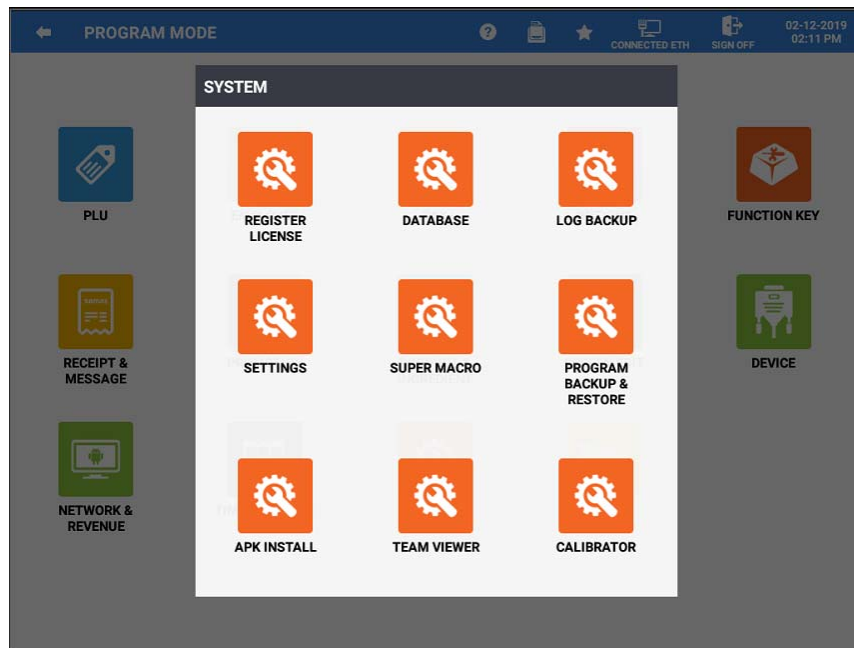 PROGRAM MODE
?
CONNECTED ETH
SIGN OFF
02-12-2019
02:11 PM
SYSTEM
PLU
REGISTER
LICENSE
DATABASE
LOG BACKUP
FUNCTION KEY
RECEIPT &
MESSAGE
SETTINGS
SUPER MACRO
PROGRAM
BACKUP &
RESTORE
DEVICE
NETWORK &
REVENUE
APK INSTALL
TEAM VIEWER
CALIBRATOR